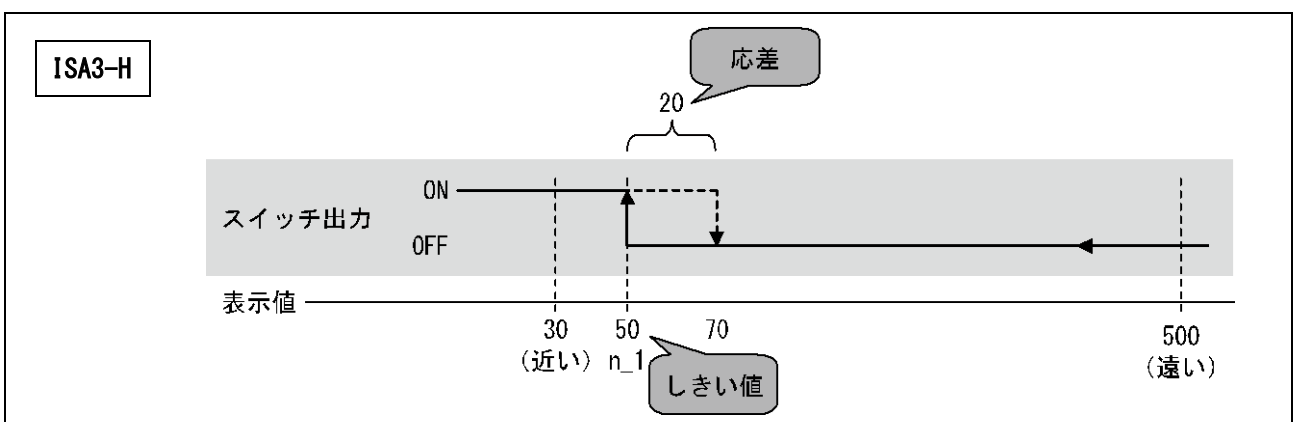 ISA3-H
応差
20
スイッチ出力
ON
OFF
表示値
30
50
70
500
(近い)
n_1
(遠い)
しきい値